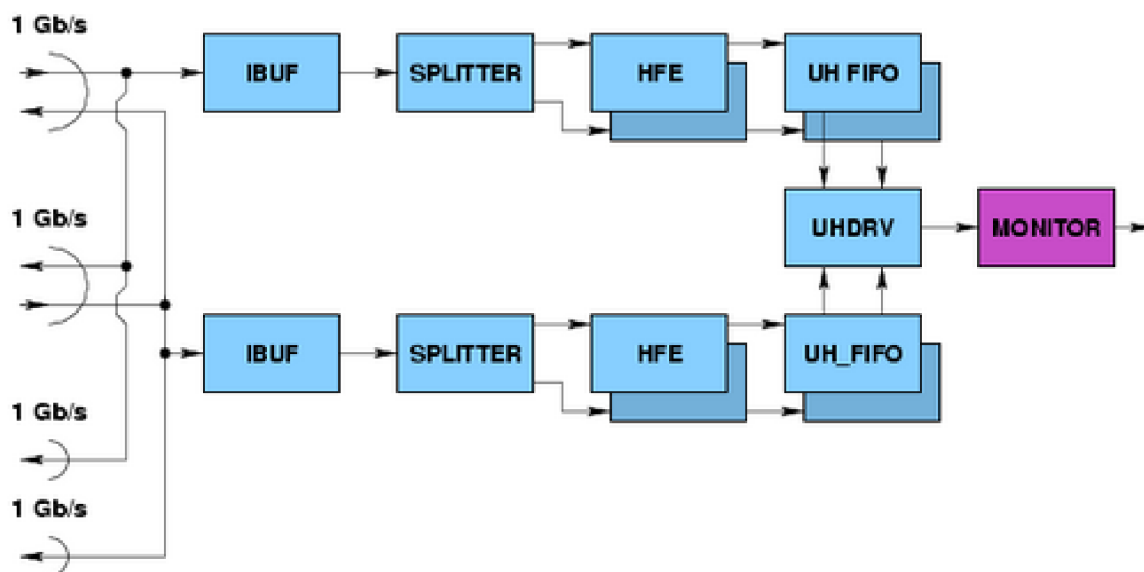 1 Gb/s
IBUF
SPLITTER
HFE
UH FIFO
1 Gb/s
UHDRV
MONITOR
IBUF
SPLITTER
HFE
UH_FIFO
1 Gb/s
1 Gb/s